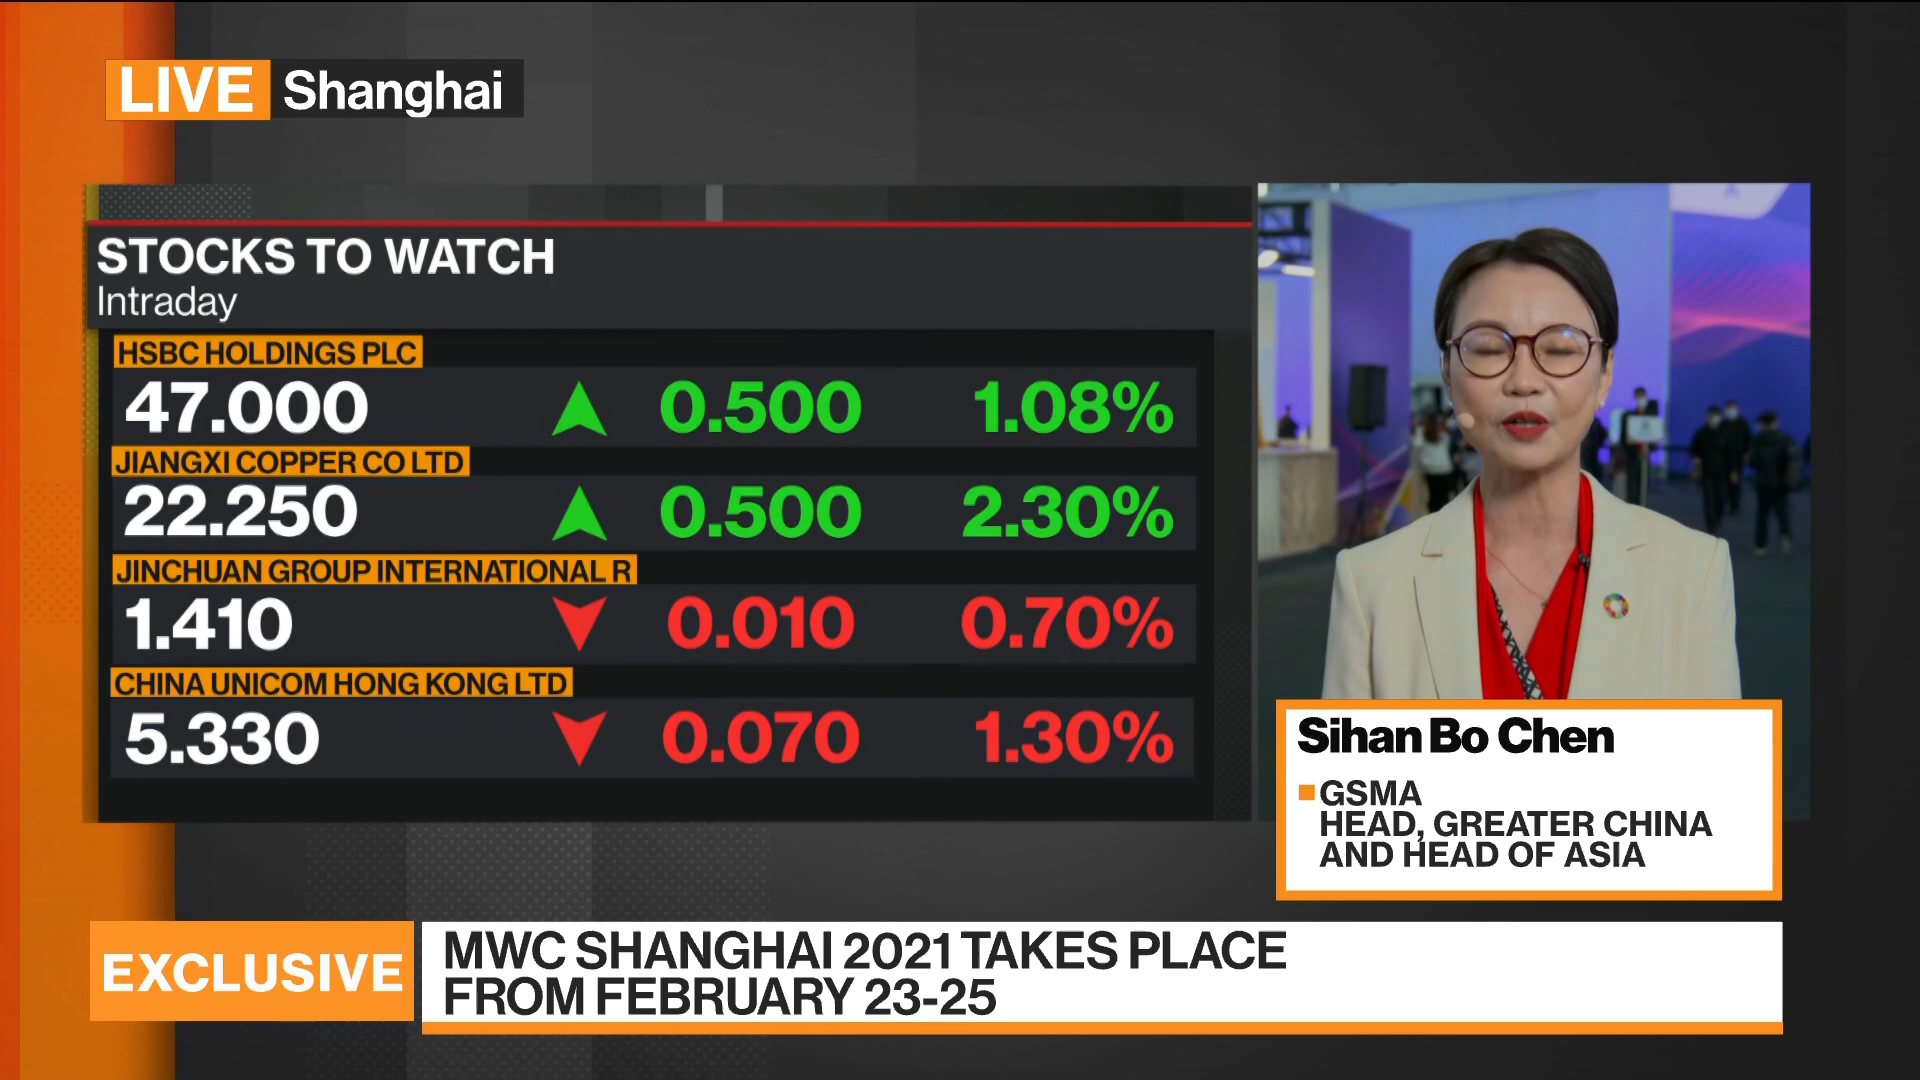 LIVE Shanghai
STOCKS TO WATCH
Intraday
HSBC HOLDINGS PLC
47.000 ▲ 0.500 1.08%
JIANGXI COPPER CO LTD
22.250 ▲ 0.500 2.30%
JINCHUAN GROUP INTERNATIONAL R
1.410 ▼ 0.010 0.70%
CHINA UNICOM HONG KONG LTD
5.330 ▼ 0.070 1.30%
Sihan Bo Chen
GSMA
HEAD, GREATER CHINA
AND HEAD OF ASIA
EXCLUSIVE
MWC SHANGHAI 2021 TAKES PLACE
FROM FEBRUARY 23-25